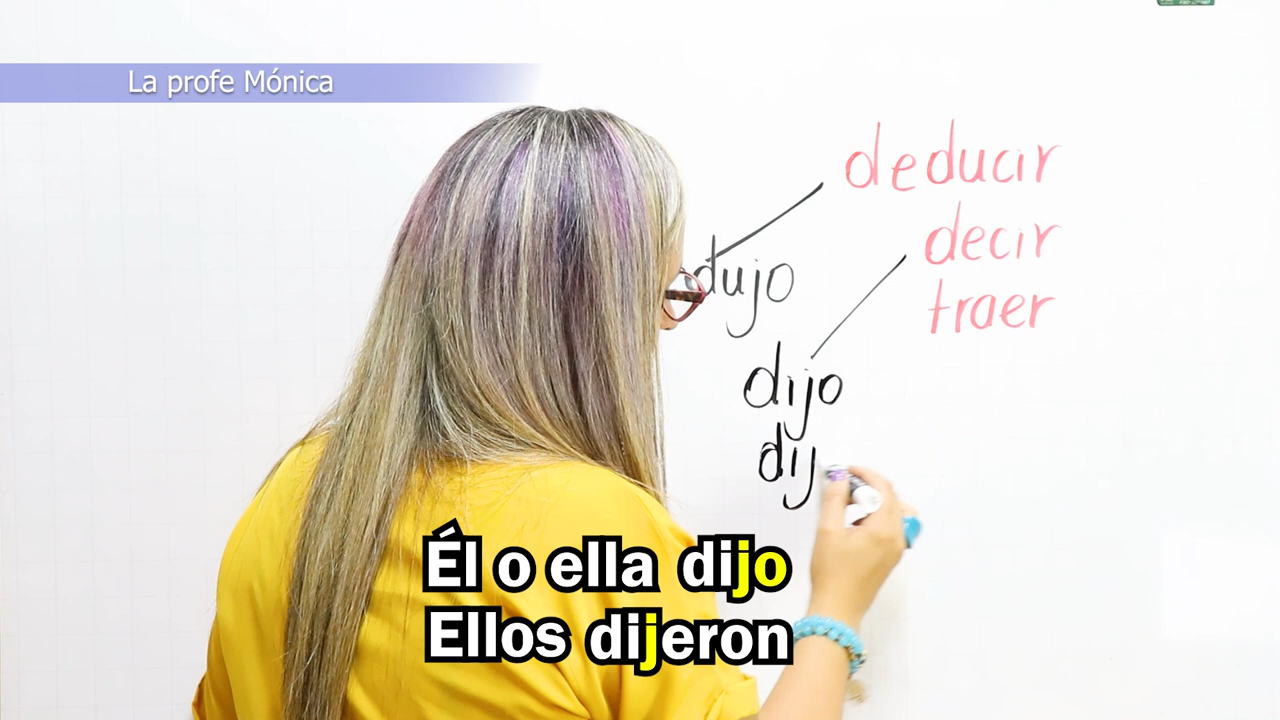 La profe Mónica
deducir
decir
dujo
traer
dijo
dij
Él o ella dijo
Ellos dijeron